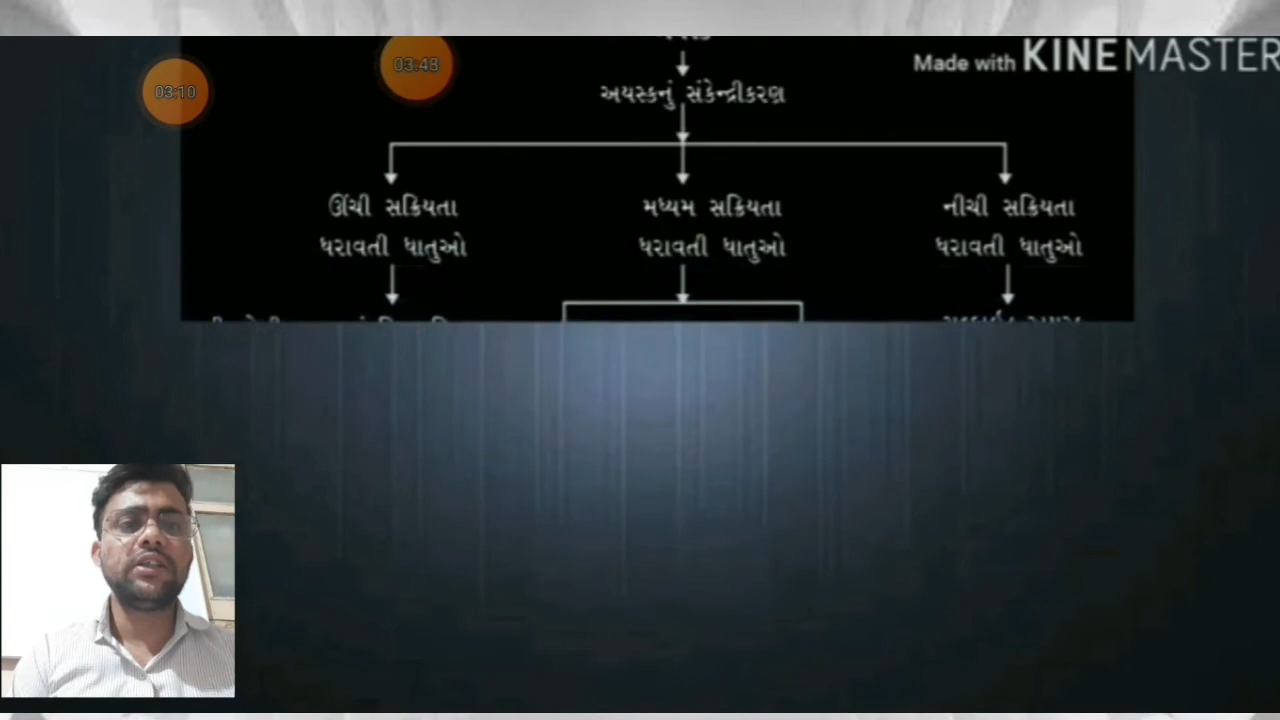 Made with KINEMASTER
03:48
03:10
અયસ્કનું સંકેન્દ્રીકરણ
ઊંચી સક્રિયતા
ધરાવતી ધાતુઓ
મધ્યમ સક્રિયતા
ધરાવતી ધાતુઓ
નીચી સક્રિયતા
ધરાવતી ધાતુઓ